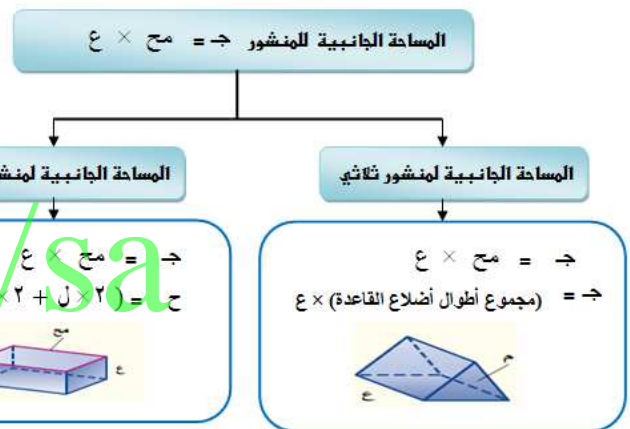 المساحة الجانبية للمنشور جـ = مح × ع
المساحة الجانبية لمنشور ثلاثي
جـ = مح × ع
جـ = (مجموع أطوال أضلاع القاعدة) × ع
م
ع
المساحة الجانبية
جـ = مح × ع
ح = (٢ × ل + ٢ ×
مح
ع
/sa